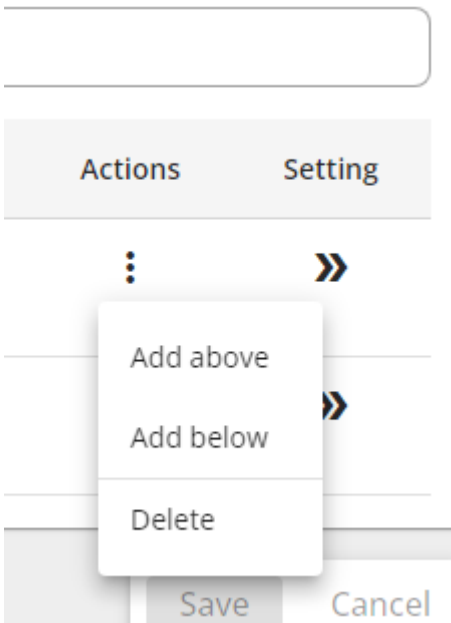 Actions Setting
Add above
Add below
Delete
Save Cancel